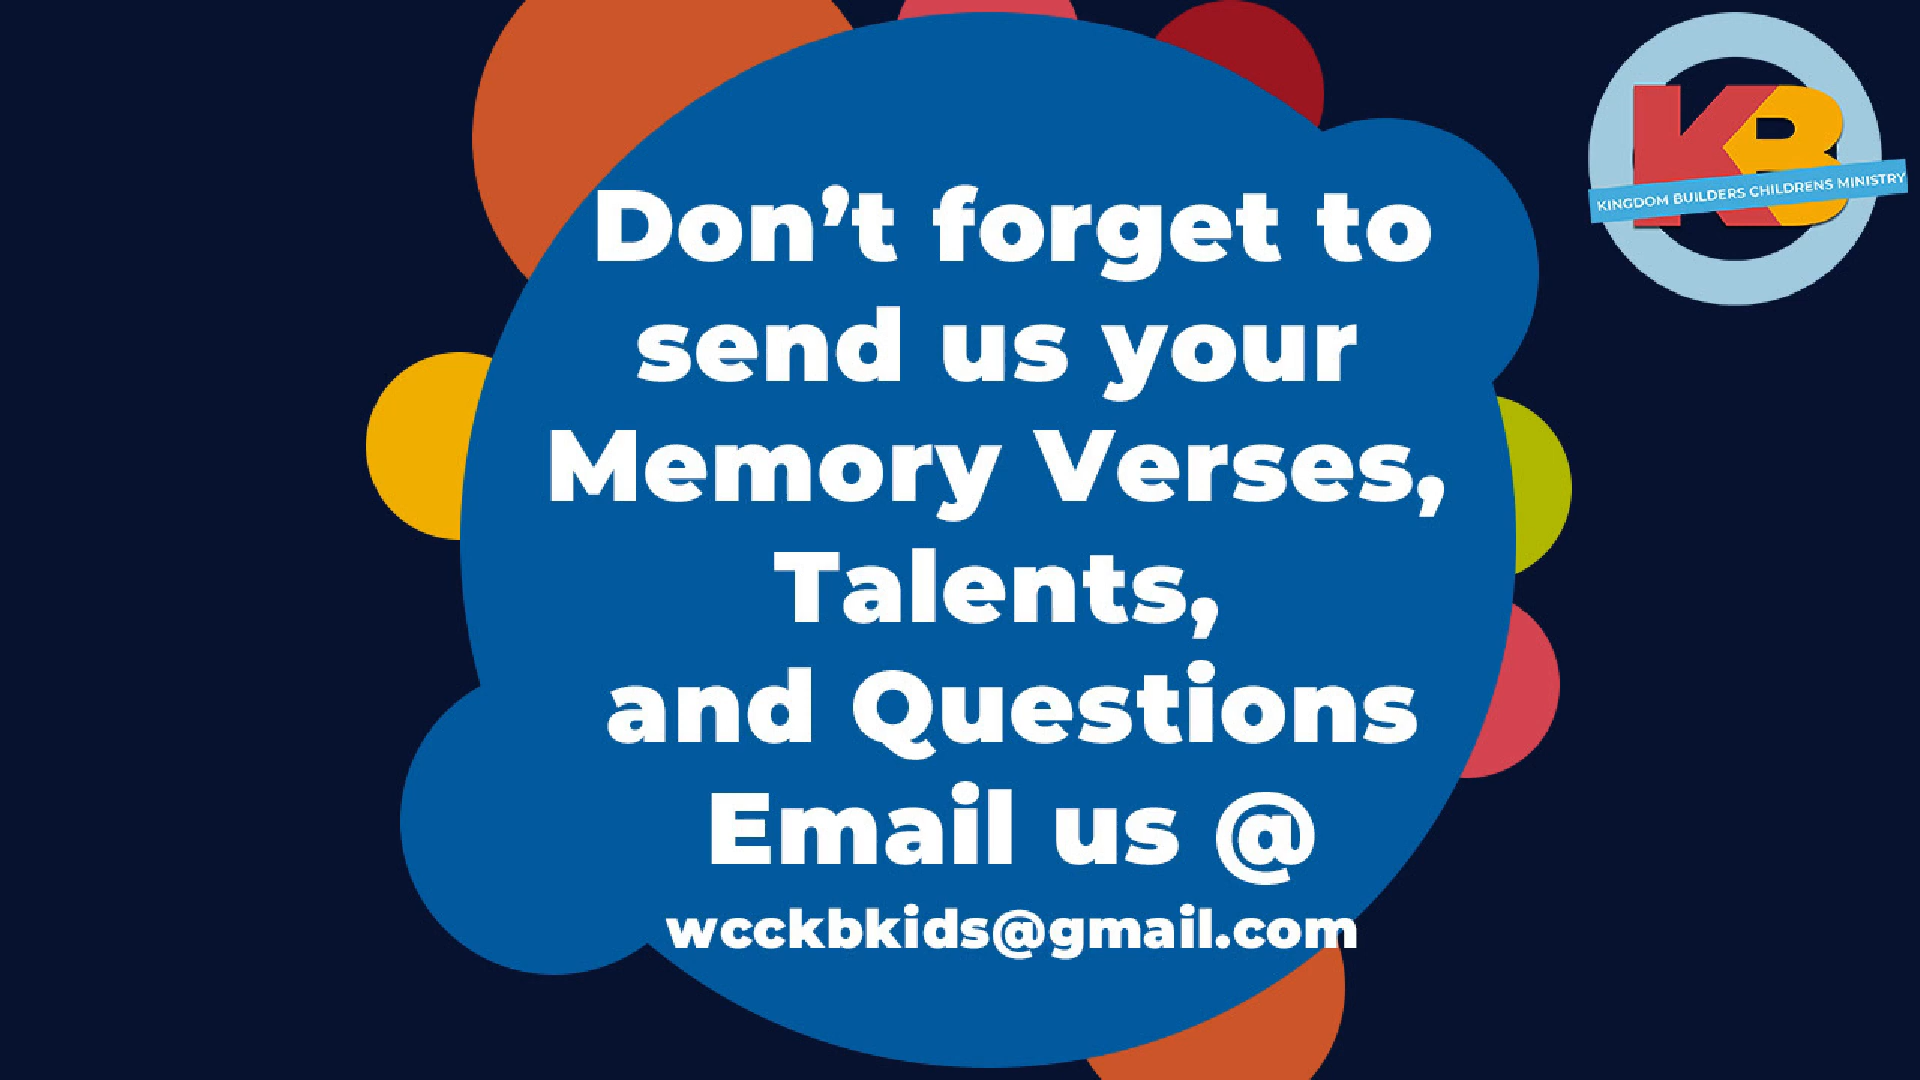 Don’t forget to
send us your
Memory Verses,
Talents,
and Questions
Email us @
wcckbkids@gmail.com
KB
KINGDOM BUILDERS CHILDRENS MINISTRY